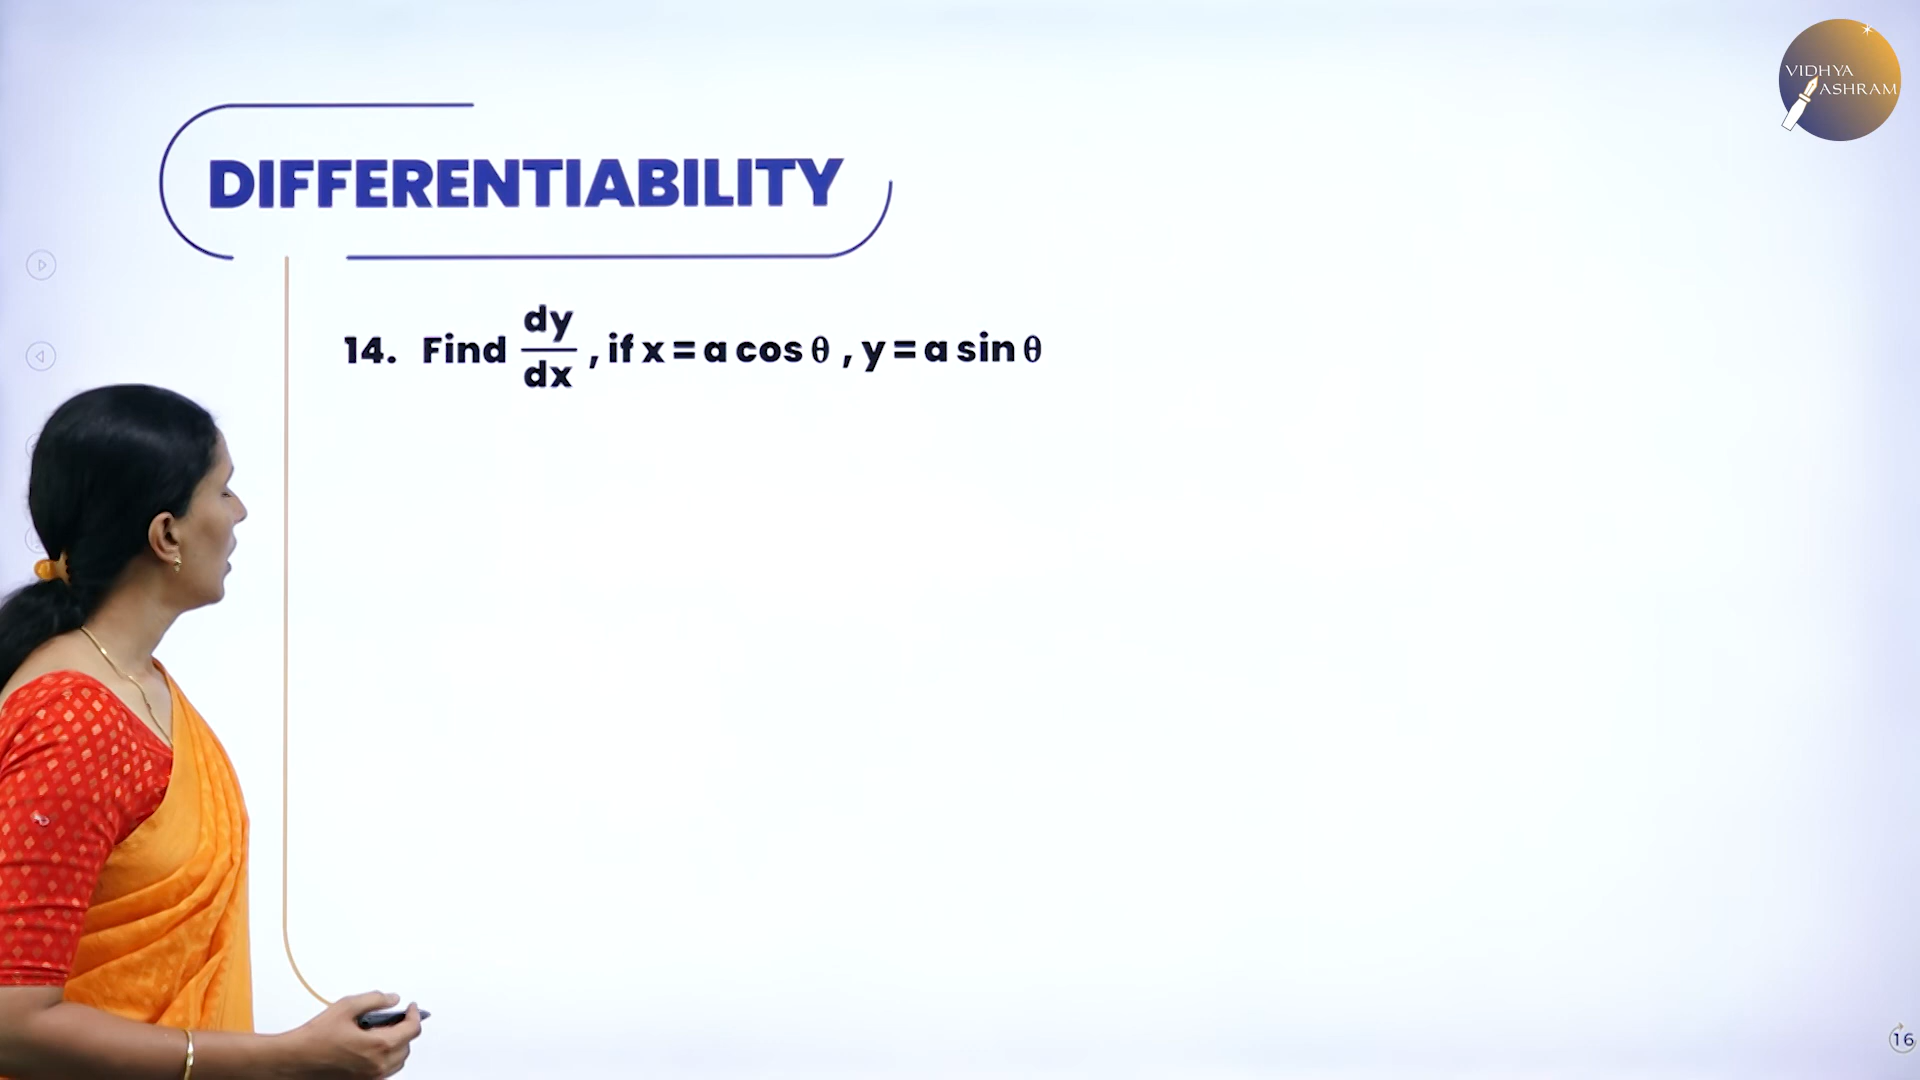 VIDHYA
ASHRAM
DIFFERENTIABILITY
14. Find dy/dx , if x = a cos θ , y = a sin θ
16